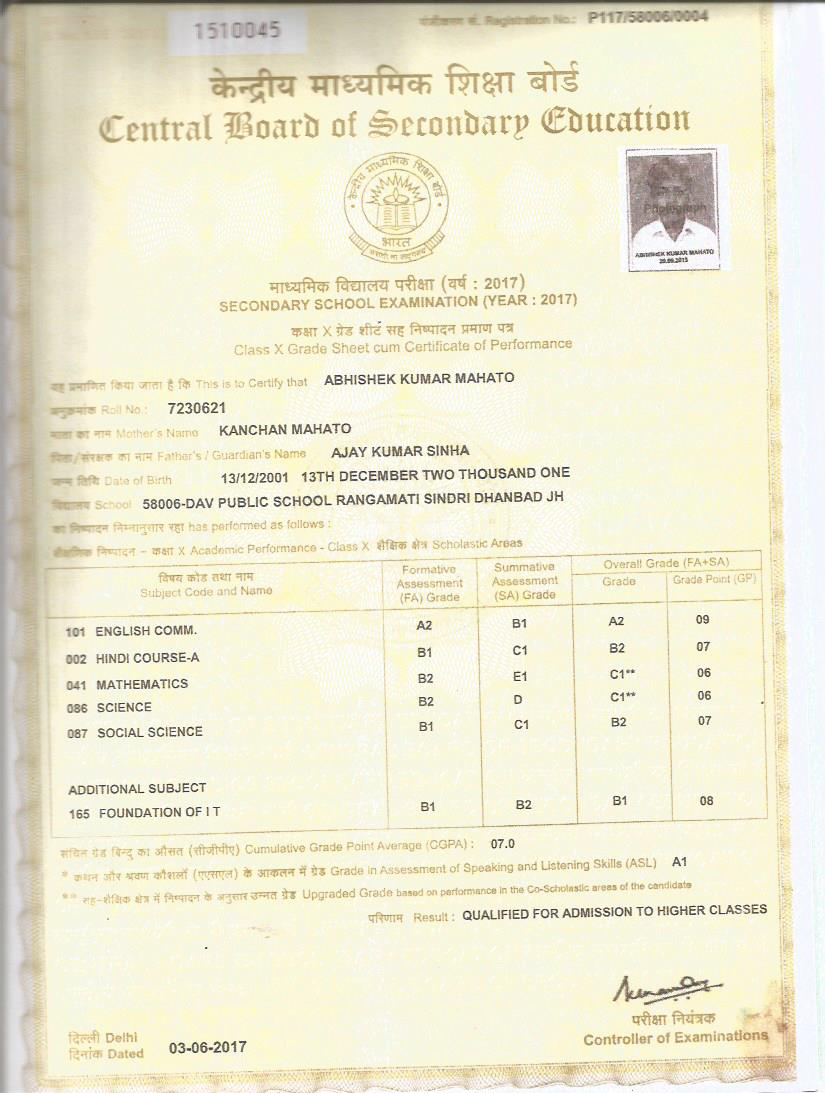 1510045
पंजीकरण सं. Registration No.: P117/58006/0004
केन्द्रीय माध्यमिक शिक्षा बोर्ड
Central Board of Secondary Education
केन्द्रीय माध्यमिक शिक्षा बोर्ड
भारत
Photograph
ABHISHEK KUMAR MAHATO
29.09.2015
माध्यमिक विद्यालय परीक्षा (वर्ष : 2017)
SECONDARY SCHOOL EXAMINATION (YEAR : 2017)
कक्षा X ग्रेड शीट सह निष्पादन प्रमाण पत्र
Class X Grade Sheet cum Certificate of Performance
यह प्रमाणित किया जाता है कि This is to Certify that ABHISHEK KUMAR MAHATO
अनुक्रमांक Roll No.: 7230621
माता का नाम Mother's Name KANCHAN MAHATO
पिता/संरक्षक का नाम Father's / Guardian's Name AJAY KUMAR SINHA
जन्म तिथि Date of Birth 13/12/2001 13TH DECEMBER TWO THOUSAND ONE
विद्यालय School 58006-DAV PUBLIC SCHOOL RANGAMATI SINDRI DHANBAD JH
का निष्पादन निम्नानुसार रहा has performed as follows :
शैक्षणिक निष्पादन – कक्षा X Academic Performance - Class X शैक्षिक क्षेत्र Scholastic Areas
विषय कोड तथा नाम Subject Code and Name Formative Assessment (FA) Grade Summative Assessment (SA) Grade Overall Grade (FA+SA) Grade Grade Point (GP)
101 ENGLISH COMM. A2 B1 A2 09
002 HINDI COURSE-A B1 C1 B2 07
041 MATHEMATICS B2 E1 C1** 06
086 SCIENCE B2 D C1** 06
087 SOCIAL SCIENCE B1 C1 B2 07
ADDITIONAL SUBJECT
165 FOUNDATION OF I T B1 B2 B1 08
संचित ग्रेड बिन्दु का औसत (सीजीपीए) Cumulative Grade Point Average (CGPA) : 07.0
* कथन और श्रवण कौशलों (एएसएल) के आकलन में ग्रेड Grade in Assessment of Speaking and Listening Skills (ASL) A1
** सह-शैक्षिक क्षेत्र में निष्पादन के अनुसार उन्नत ग्रेड Upgraded Grade based on performance in the Co-Scholastic areas of the candidate
परिणाम Result : QUALIFIED FOR ADMISSION TO HIGHER CLASSES
परीक्षा नियंत्रक
Controller of Examinations
दिल्ली Delhi
दिनांक Dated 03-06-2017